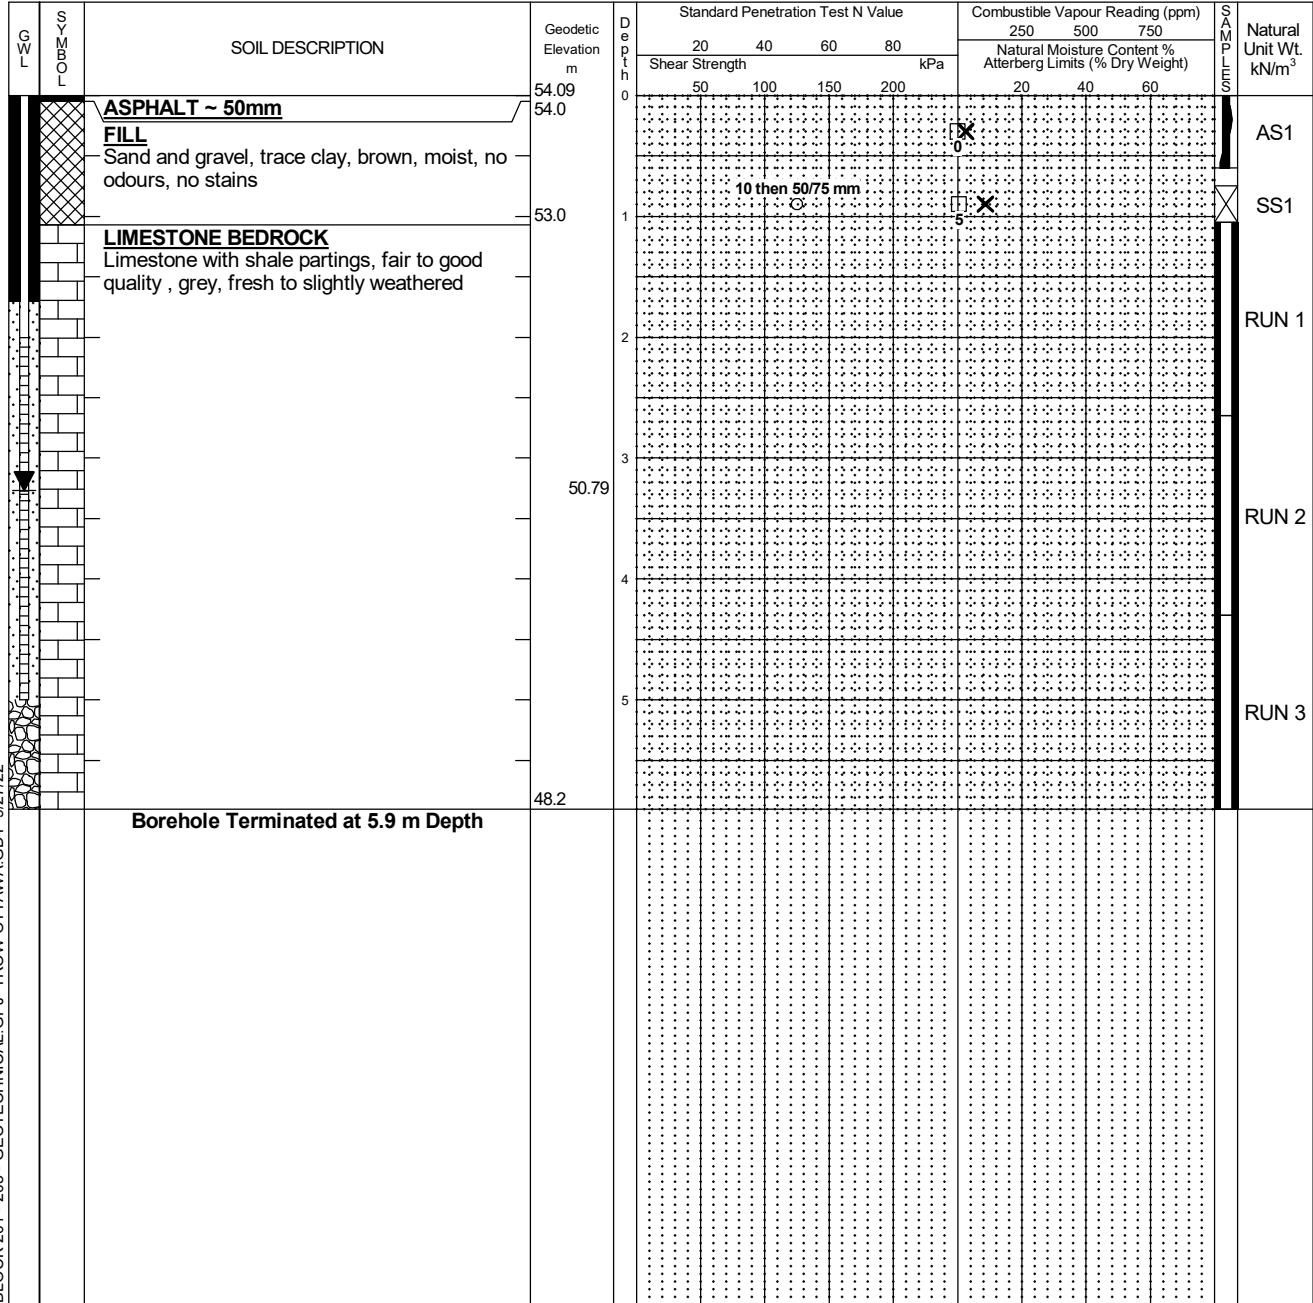 GWL
SYMBOL
SOIL DESCRIPTION
Geodetic
Elevation
m
Depth
Standard Penetration Test N Value
20 40 60 80
Shear Strength kPa
50 100 150 200
Combustible Vapour Reading (ppm)
250 500 750
Natural Moisture Content %
Atterberg Limits (% Dry Weight)
20 40 60
SAMPLES
Natural
Unit Wt.
kN/m³
54.09
0
ASPHALT ~ 50mm
54.0
FILL
Sand and gravel, trace clay, brown, moist, no
odours, no stains
0
AS1
10 then 50/75 mm
5
SS1
53.0
1
LIMESTONE BEDROCK
Limestone with shale partings, fair to good
quality , grey, fresh to slightly weathered
RUN 1
2
3
50.79
RUN 2
4
5
RUN 3
48.2
Borehole Terminated at 5.9 m Depth